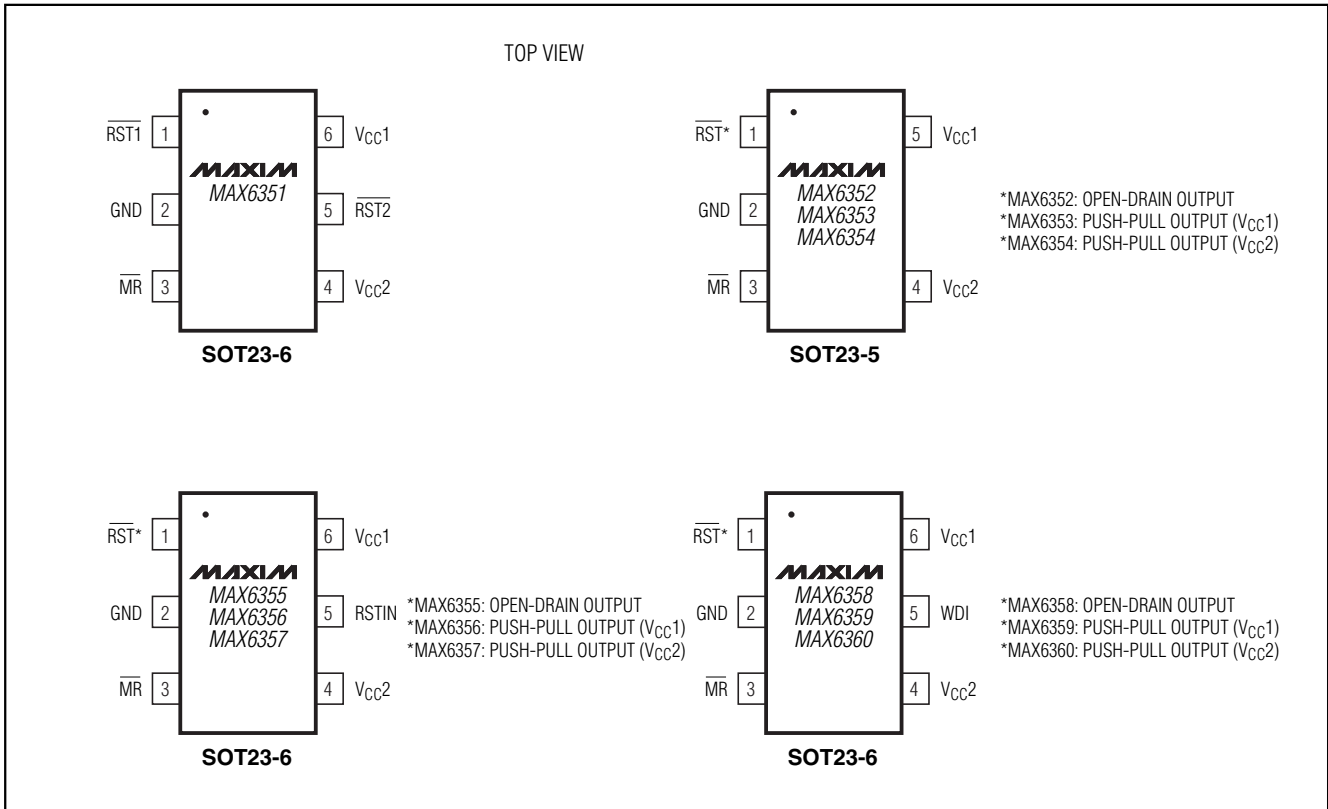 TOP VIEW
RST1 1
6 VCC1
MAXIM
MAX6351
GND 2
5 RST2
MR 3
4 VCC2
SOT23-6
RST* 1
5 VCC1
MAXIM
MAX6352
MAX6353
MAX6354
GND 2
MR 3
4 VCC2
SOT23-5
*MAX6352: OPEN-DRAIN OUTPUT
*MAX6353: PUSH-PULL OUTPUT (VCC1)
*MAX6354: PUSH-PULL OUTPUT (VCC2)
RST* 1
6 VCC1
MAXIM
MAX6355
MAX6356
MAX6357
GND 2
5 RSTIN
MR 3
4 VCC2
SOT23-6
*MAX6355: OPEN-DRAIN OUTPUT
*MAX6356: PUSH-PULL OUTPUT (VCC1)
*MAX6357: PUSH-PULL OUTPUT (VCC2)
RST* 1
6 VCC1
MAXIM
MAX6358
MAX6359
MAX6360
GND 2
5 WDI
MR 3
4 VCC2
SOT23-6
*MAX6358: OPEN-DRAIN OUTPUT
*MAX6359: PUSH-PULL OUTPUT (VCC1)
*MAX6360: PUSH-PULL OUTPUT (VCC2)